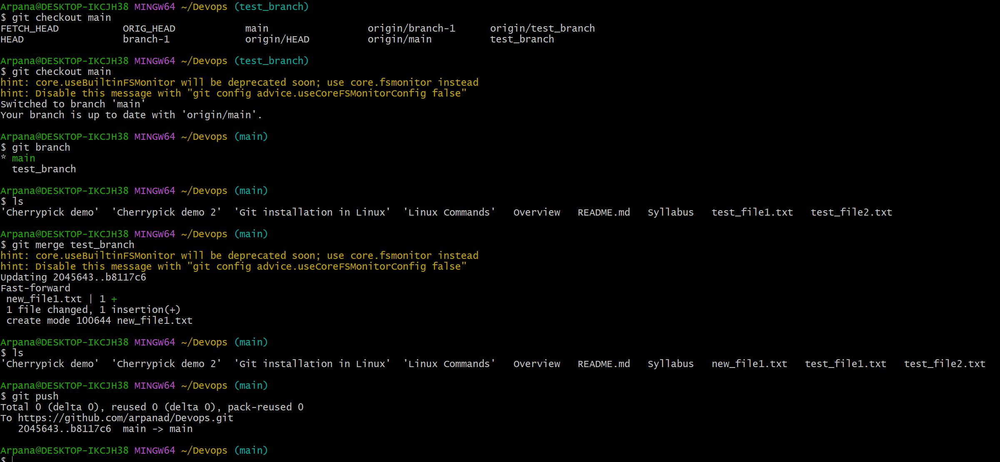 Arpana@DESKTOP-IKCJH38 MINGW64 ~/Devops (test_branch)
$ git checkout main
FETCH_HEAD           ORIG_HEAD            main                 origin/branch-1      origin/test_branch
HEAD                 branch-1             origin/HEAD          origin/main          test_branch
Arpana@DESKTOP-IKCJH38 MINGW64 ~/Devops (test_branch)
$ git checkout main
hint: core.useBuiltinFSMonitor will be deprecated soon; use core.fsmonitor instead
hint: Disable this message with "git config advice.useCoreFSMonitorConfig false"
Switched to branch 'main'
Your branch is up to date with 'origin/main'.
Arpana@DESKTOP-IKCJH38 MINGW64 ~/Devops (main)
$ git branch
* main
  test_branch
Arpana@DESKTOP-IKCJH38 MINGW64 ~/Devops (main)
$ ls
'Cherrypick demo'  'Cherrypick demo 2'  'Git installation in Linux'  'Linux Commands'   Overview   README.md   Syllabus   test_file1.txt   test_file2.txt
Arpana@DESKTOP-IKCJH38 MINGW64 ~/Devops (main)
$ git merge test_branch
hint: core.useBuiltinFSMonitor will be deprecated soon; use core.fsmonitor instead
hint: Disable this message with "git config advice.useCoreFSMonitorConfig false"
Updating 2045643..b8117c6
Fast-forward
 new_file1.txt | 1 +
 1 file changed, 1 insertion(+)
 create mode 100644 new_file1.txt
Arpana@DESKTOP-IKCJH38 MINGW64 ~/Devops (main)
$ ls
'Cherrypick demo'  'Cherrypick demo 2'  'Git installation in Linux'  'Linux Commands'   Overview   README.md   Syllabus   new_file1.txt   test_file1.txt   test_file2.txt
Arpana@DESKTOP-IKCJH38 MINGW64 ~/Devops (main)
$ git push
Total 0 (delta 0), reused 0 (delta 0), pack-reused 0
To https://github.com/arpanad/Devops.git
   2045643..b8117c6  main -> main
Arpana@DESKTOP-IKCJH38 MINGW64 ~/Devops (main)
$